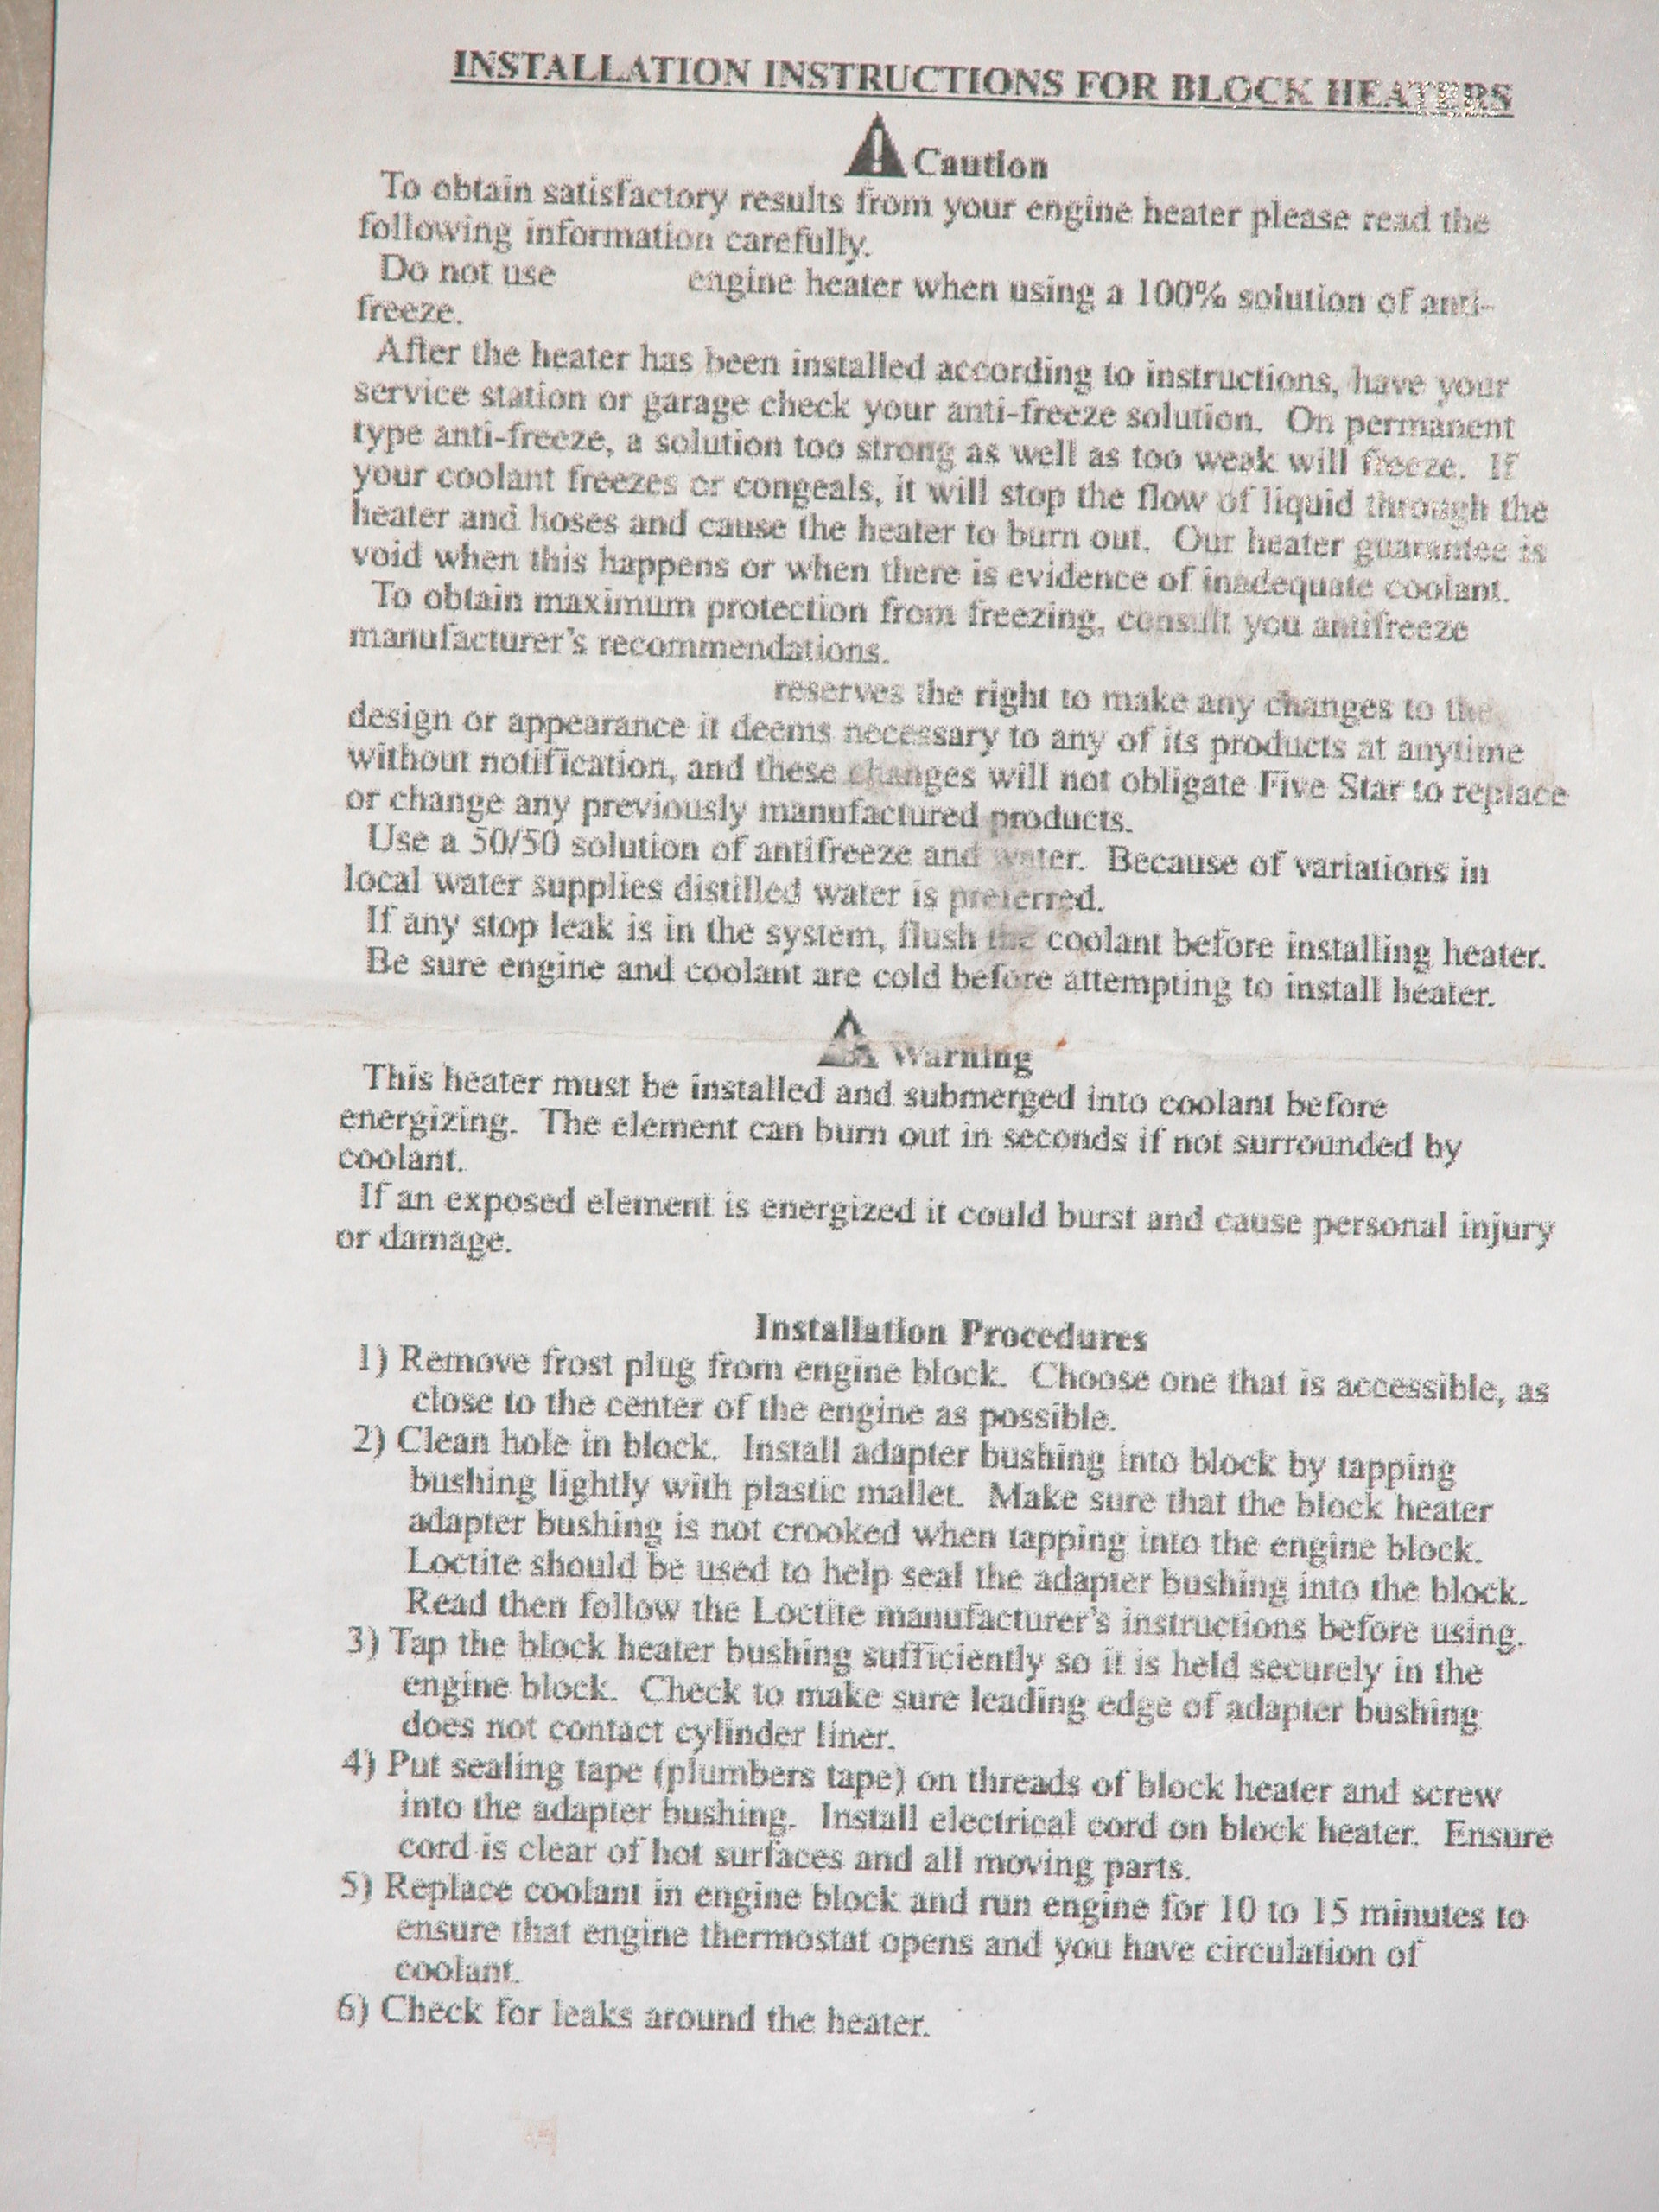 INSTALLATION INSTRUCTIONS FOR BLOCK HEATERS
Caution
To obtain satisfactory results from your engine heater please read the
following information carefully.
Do not use engine heater when using a 100% solution of anti-
freeze.
After the heater has been installed according to instructions, have your
service station or garage check your anti-freeze solution. On permanent
type anti-freeze, a solution too strong as well as too weak will freeze. If
your coolant freezes or congeals, it will stop the flow of liquid through the
heater and hoses and cause the heater to burn out. Our heater guarantee is
void when this happens or when there is evidence of inadequate coolant.
To obtain maximum protection from freezing, consult you antifreeze
manufacturer's recommendations.
reserves the right to make any changes to the
design or appearance it deems necessary to any of its products at anytime
without notification, and these changes will not obligate Five Star to replace
or change any previously manufactured products.
Use a 50/50 solution of antifreeze and water. Because of variations in
local water supplies distilled water is preferred.
If any stop leak is in the system, flush the coolant before installing heater.
Be sure engine and coolant are cold before attempting to install heater.
Warning
This heater must be installed and submerged into coolant before
energizing. The element can burn out in seconds if not surrounded by
coolant.
If an exposed element is energized it could burst and cause personal injury
or damage.
Installation Procedures
1) Remove frost plug from engine block. Choose one that is accessible, as
close to the center of the engine as possible.
2) Clean hole in block. Install adapter bushing into block by tapping
bushing lightly with plastic mallet. Make sure that the block heater
adapter bushing is not crooked when tapping into the engine block.
Loctite should be used to help seal the adapter bushing into the block.
Read then follow the Loctite manufacturer's instructions before using.
3) Tap the block heater bushing sufficiently so it is held securely in the
engine block. Check to make sure leading edge of adapter bushing
does not contact cylinder liner.
4) Put sealing tape (plumbers tape) on threads of block heater and screw
into the adapter bushing. Install electrical cord on block heater. Ensure
cord is clear of hot surfaces and all moving parts.
5) Replace coolant in engine block and run engine for 10 to 15 minutes to
ensure that engine thermostat opens and you have circulation of
coolant.
6) Check for leaks around the heater.